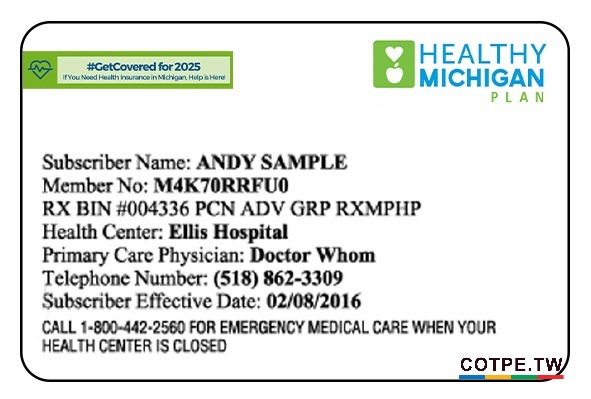 #GetCovered for 2025
If You Need Health Insurance in Michigan, Help is Here!
HEALTHY
MICHIGAN
PLAN
Subscriber Name: ANDY SAMPLE
Member No: M4K70RRFU0
RX BIN #004336 PCN ADV GRP RXMPHP
Health Center: Ellis Hospital
Primary Care Physician: Doctor Whom
Telephone Number: (518) 862-3309
Subscriber Effective Date: 02/08/2016
CALL 1-800-442-2560 FOR EMERGENCY MEDICAL CARE WHEN YOUR
HEALTH CENTER IS CLOSED
COTPE.TW